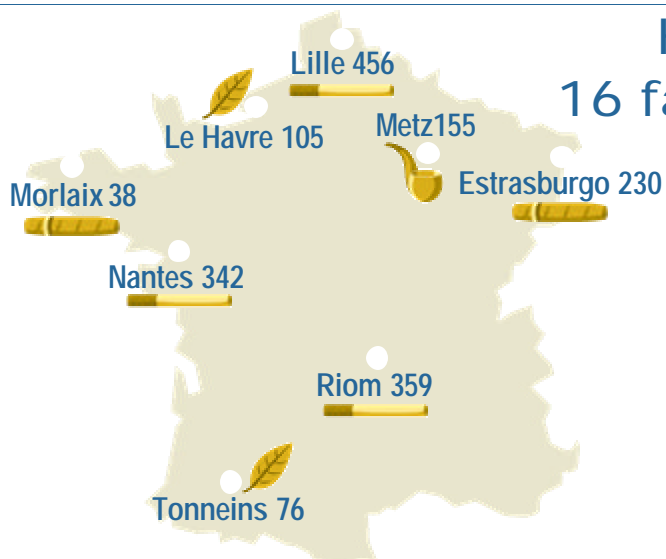 Lille 456
16
Le Havre 105
Metz155
Morlaix 38
Estrasburgo 230
Nantes 342
Riom 359
Tonneins 76